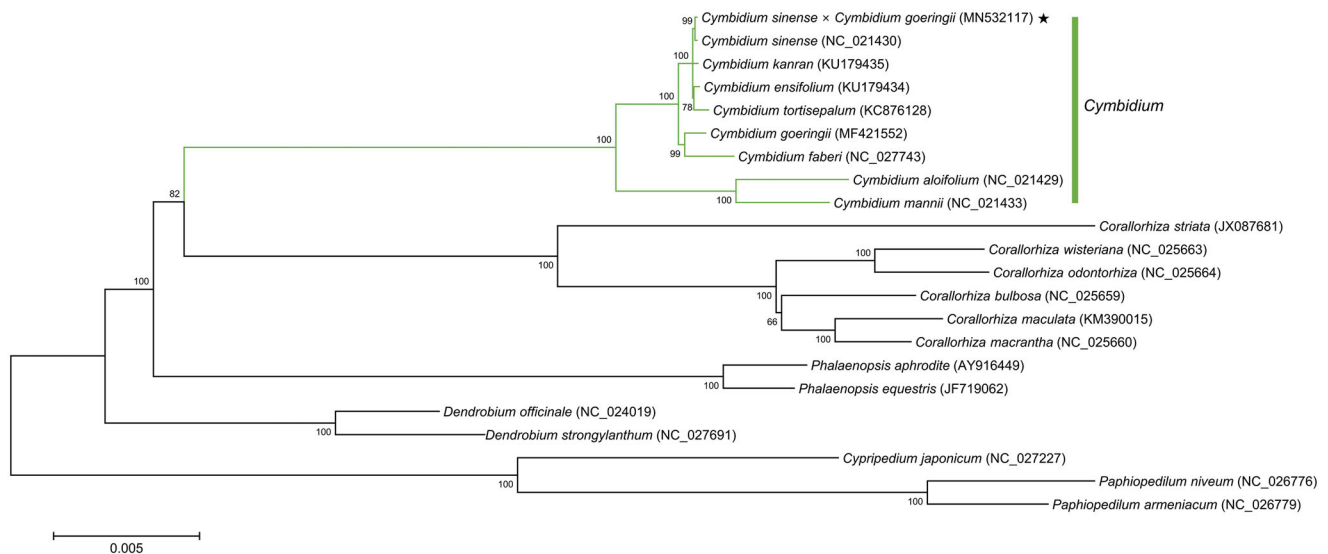 99 Cymbidium sinense × Cymbidium goeringii (MN532117) ★
Cymbidium sinense (NC_021430)
100 Cymbidium kanran (KU179435)
Cymbidium ensifolium (KU179434)
100 78 Cymbidium tortisepalum (KC876128)
Cymbidium
Cymbidium goeringii (MF421552)
100
99 Cymbidium faberi (NC_027743)
Cymbidium aloifolium (NC_021429)
100 Cymbidium mannii (NC_021433)
82
Corallorhiza striata (JX087681)
100 Corallorhiza wisteriana (NC_025663)
100
Corallorhiza odontorhiza (NC_025664)
100
100 Corallorhiza bulbosa (NC_025659)
66 Corallorhiza maculata (KM390015)
100 Corallorhiza macrantha (NC_025660)
Phalaenopsis aphrodite (AY916449)
100 Phalaenopsis equestris (JF719062)
Dendrobium officinale (NC_024019)
100 Dendrobium strongylanthum (NC_027691)
Cypripedium japonicum (NC_027227)
100
Paphiopedilum niveum (NC_026776)
100 Paphiopedilum armeniacum (NC_026779)
0.005